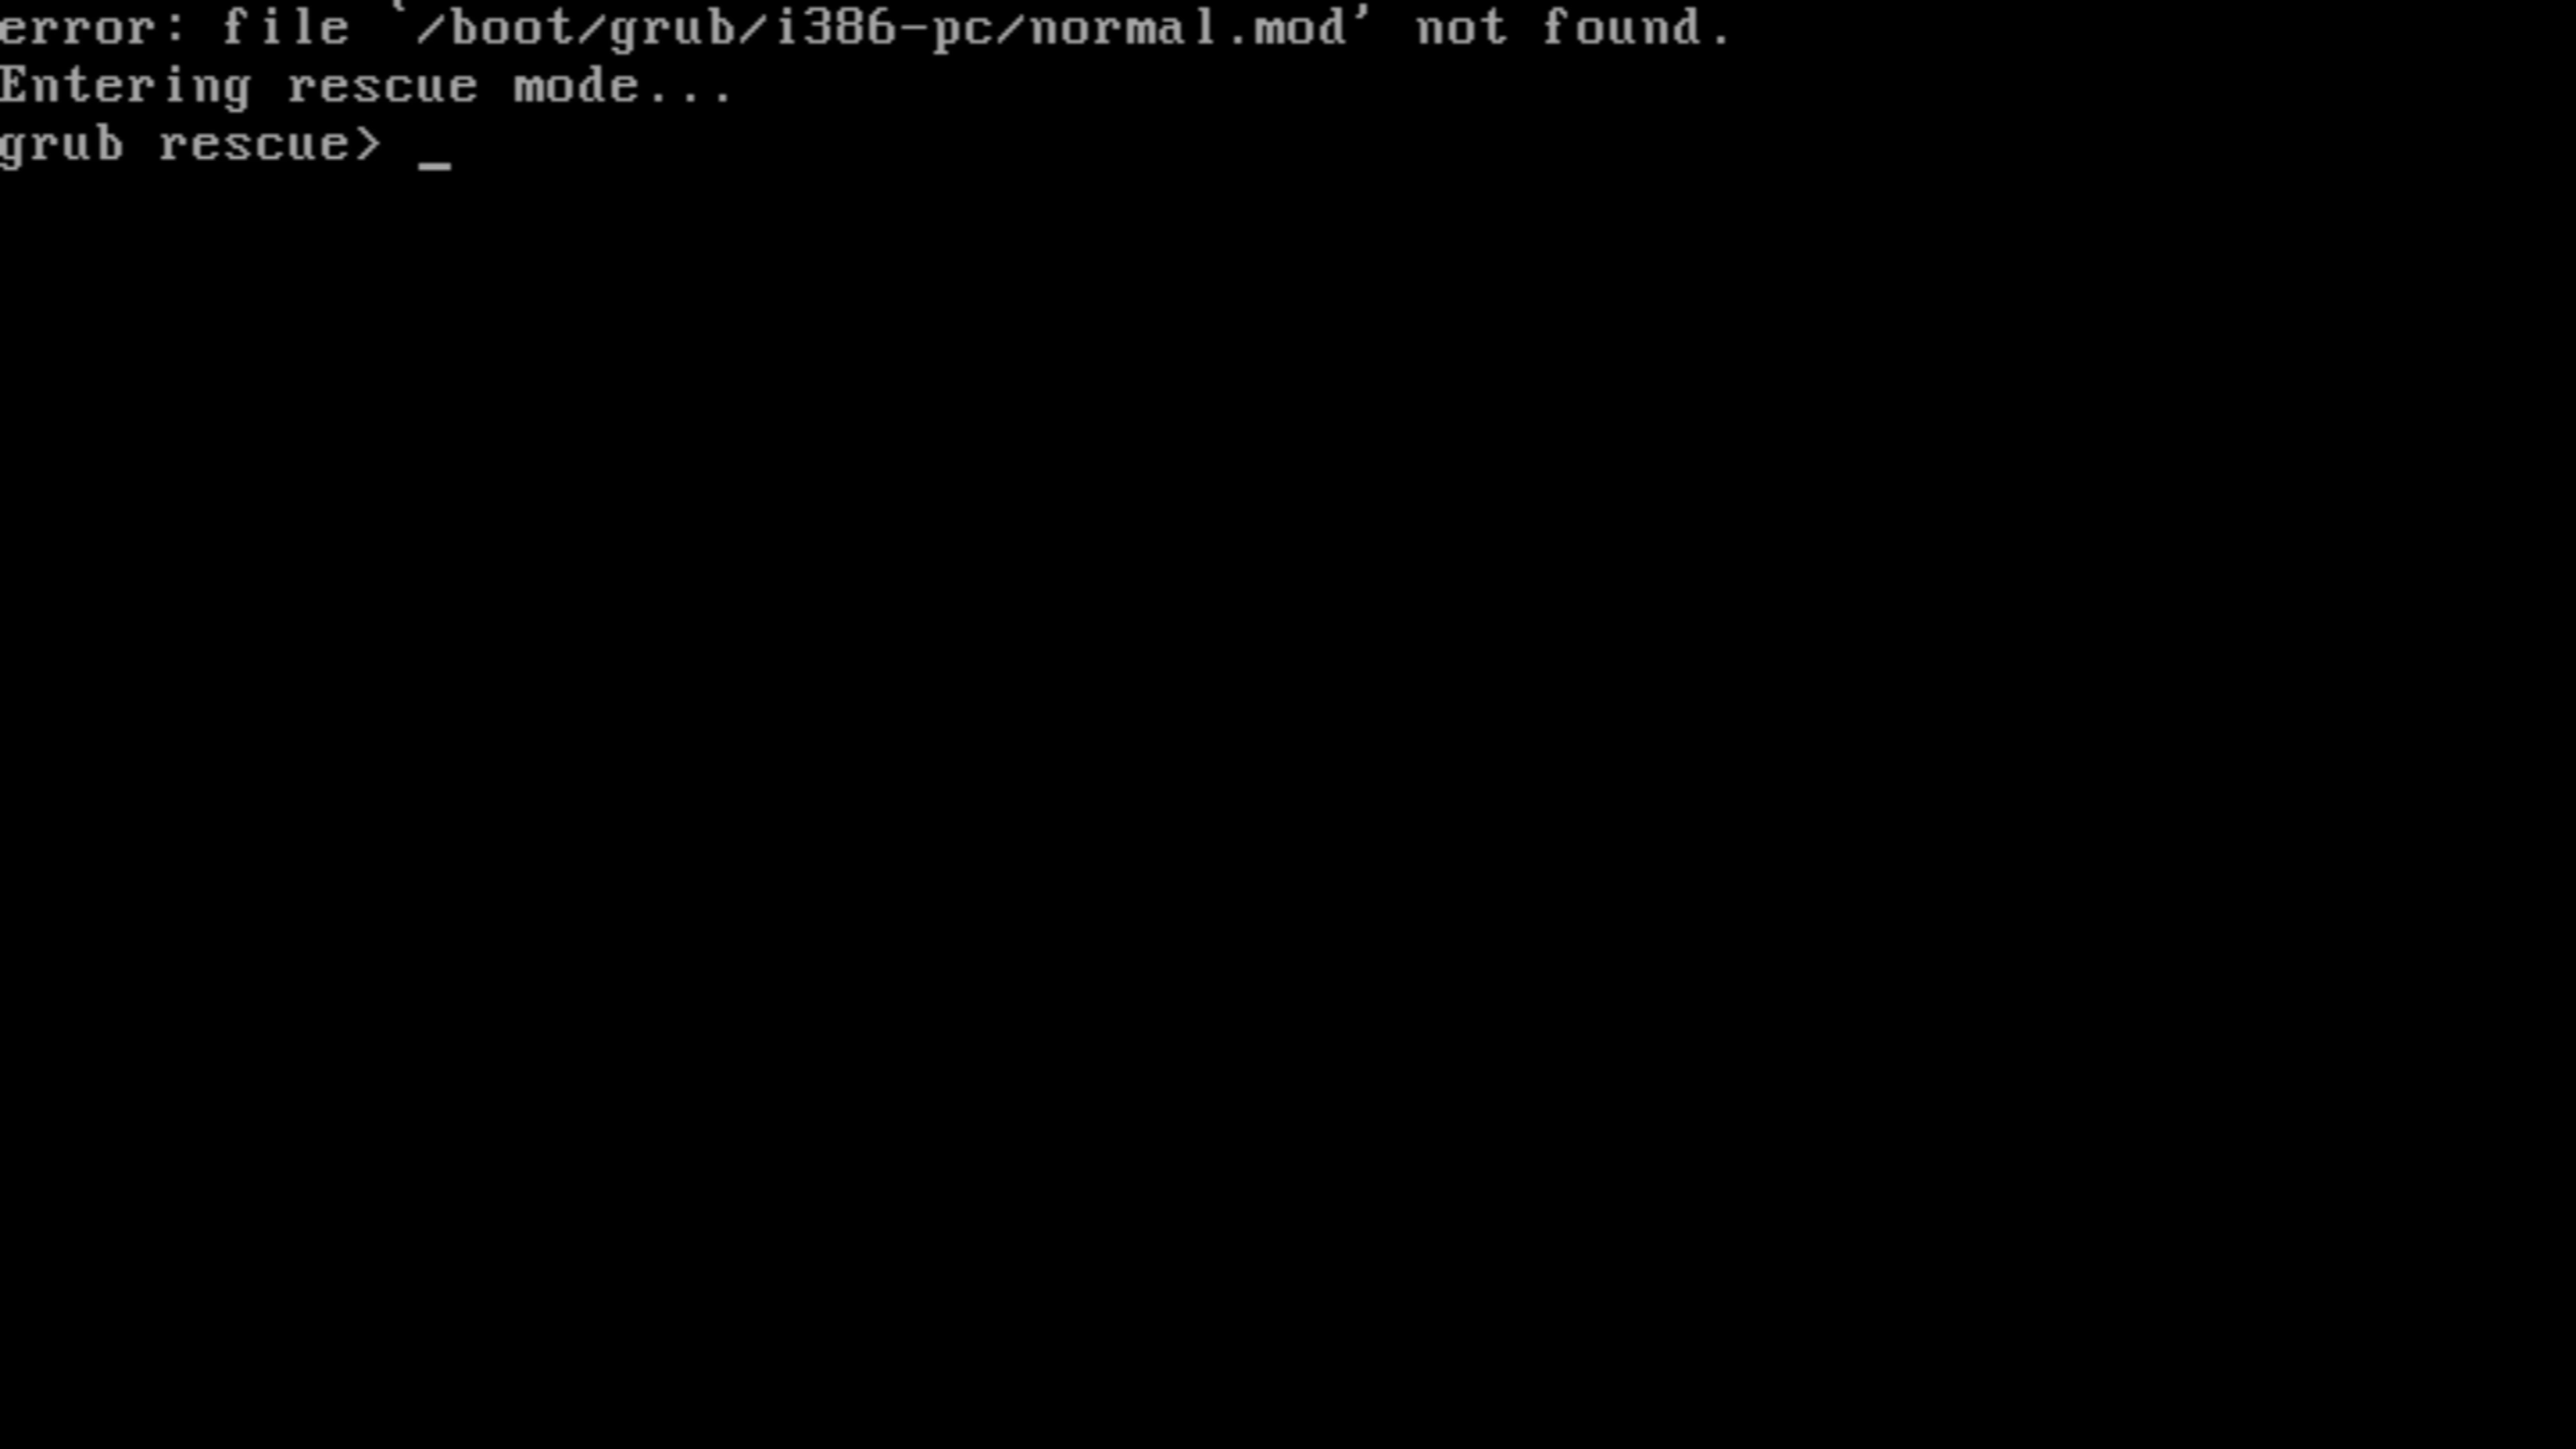 error: file `/boot/grub/i386-pc/normal.mod' not found.
Entering rescue mode...
grub rescue> _